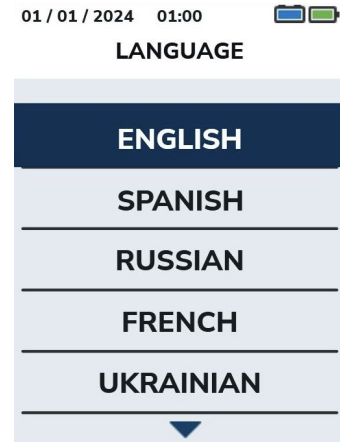 01 / 01 / 2024 01:00
LANGUAGE
ENGLISH
SPANISH
RUSSIAN
FRENCH
UKRAINIAN